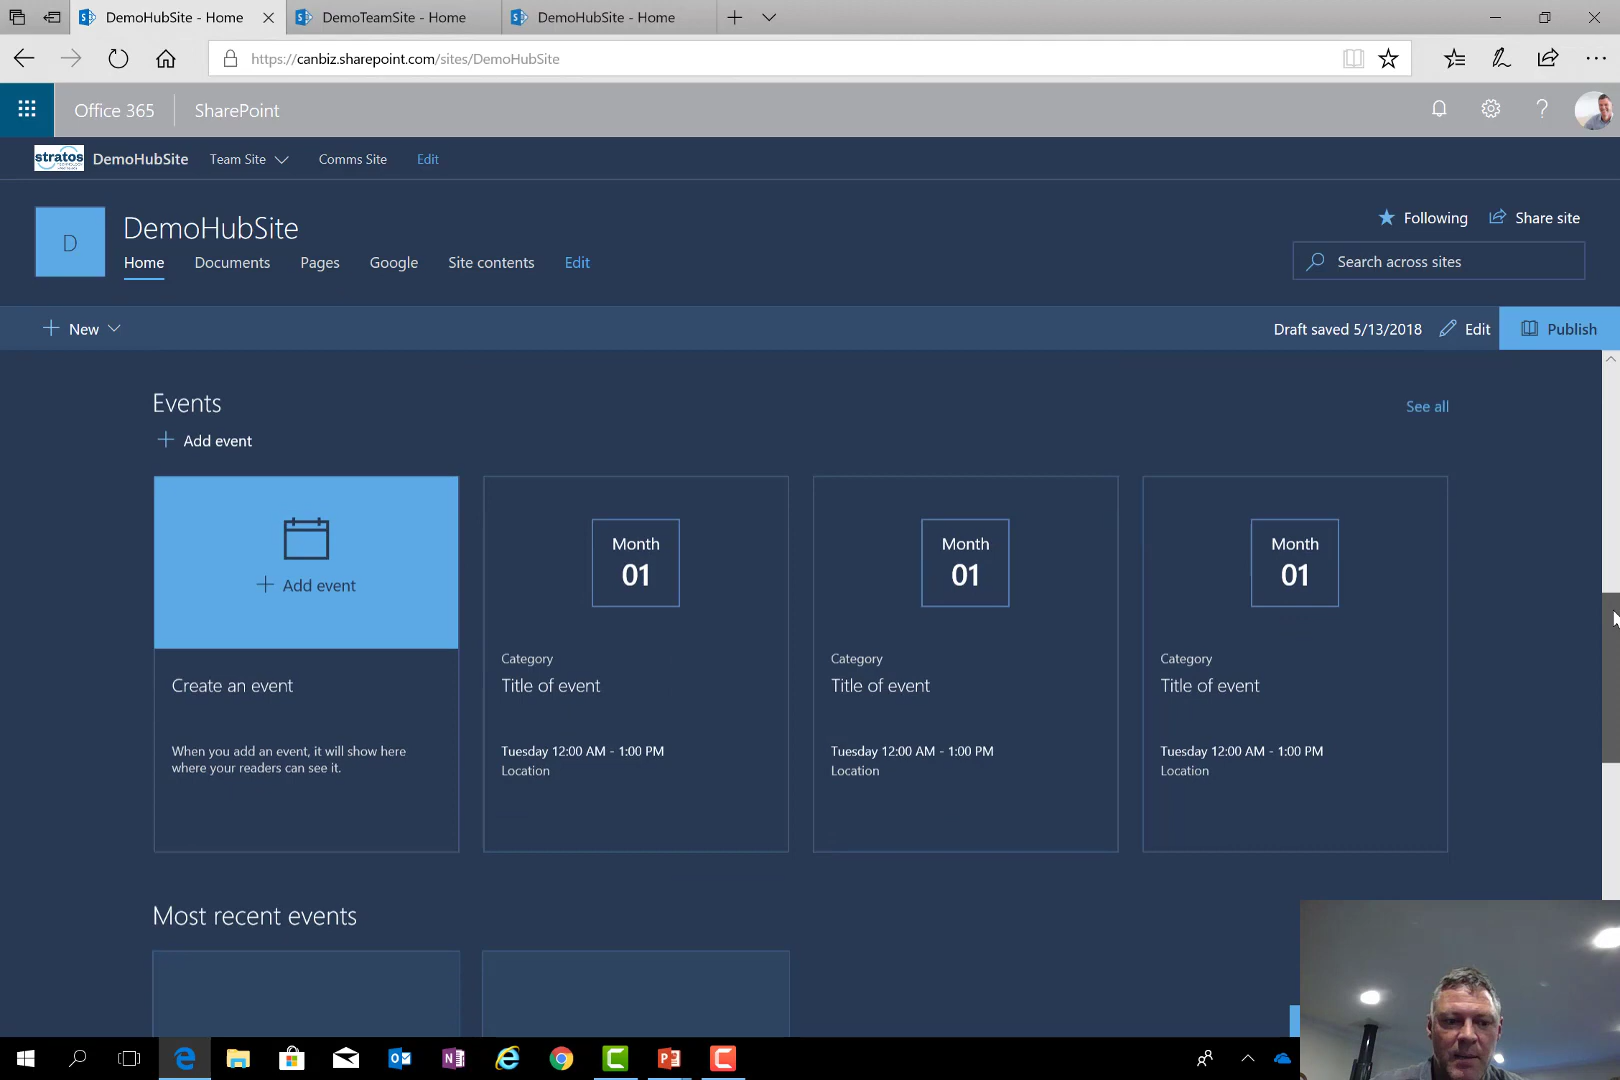 DemoHubSite - Home
DemoTeamSite - Home
DemoHubSite - Home
https://canbiz.sharepoint.com/sites/DemoHubSite
Office 365
SharePoint
stratos
DemoHubSite
Team Site
Comms Site
Edit
D
DemoHubSite
Following
Share site
Home
Documents
Pages
Google
Site contents
Edit
Search across sites
New
Draft saved 5/13/2018
Edit
Publish
Events
See all
Add event
Add event
Month
01
Month
01
Month
01
Create an event
Category
Title of event
Category
Title of event
Category
Title of event
When you add an event, it will show here
where your readers can see it.
Tuesday 12:00 AM - 1:00 PM
Location
Tuesday 12:00 AM - 1:00 PM
Location
Tuesday 12:00 AM - 1:00 PM
Location
Most recent events